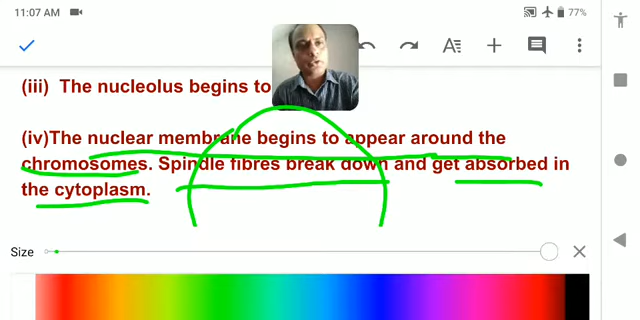 11:07 AM 77%
(iii) The nucleolus begins to
(iv)The nuclear membrane begins to appear around the
chromosomes. Spindle fibres break down and get absorbed in
the cytoplasm.
Size